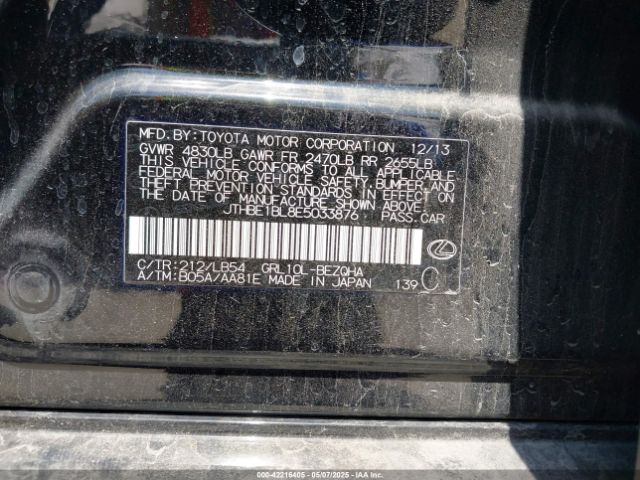 MFD.BY:TOYOTA MOTOR CORPORATION 12/13
GVWR 4830LB GAWR FR 2470LB RR 2655LB
THIS VEHICLE CONFORMS TO ALL APPLICABLE
FEDERAL MOTOR VEHICLE SAFETY,BUMPER,AND
THEFT PREVENTION STANDARDS IN EFFECT ON
THE DATE OF MANUFACTURE SHOWN ABOVE.
JTHBE1BL8E5033876 PASS.CAR
C/TR:212/LB54 GRL10L-BEZQHA
A/TM:B05A/AA81E MADE IN JAPAN 139 C
000-42216405 - 05/07/2025 - IAAI.COM